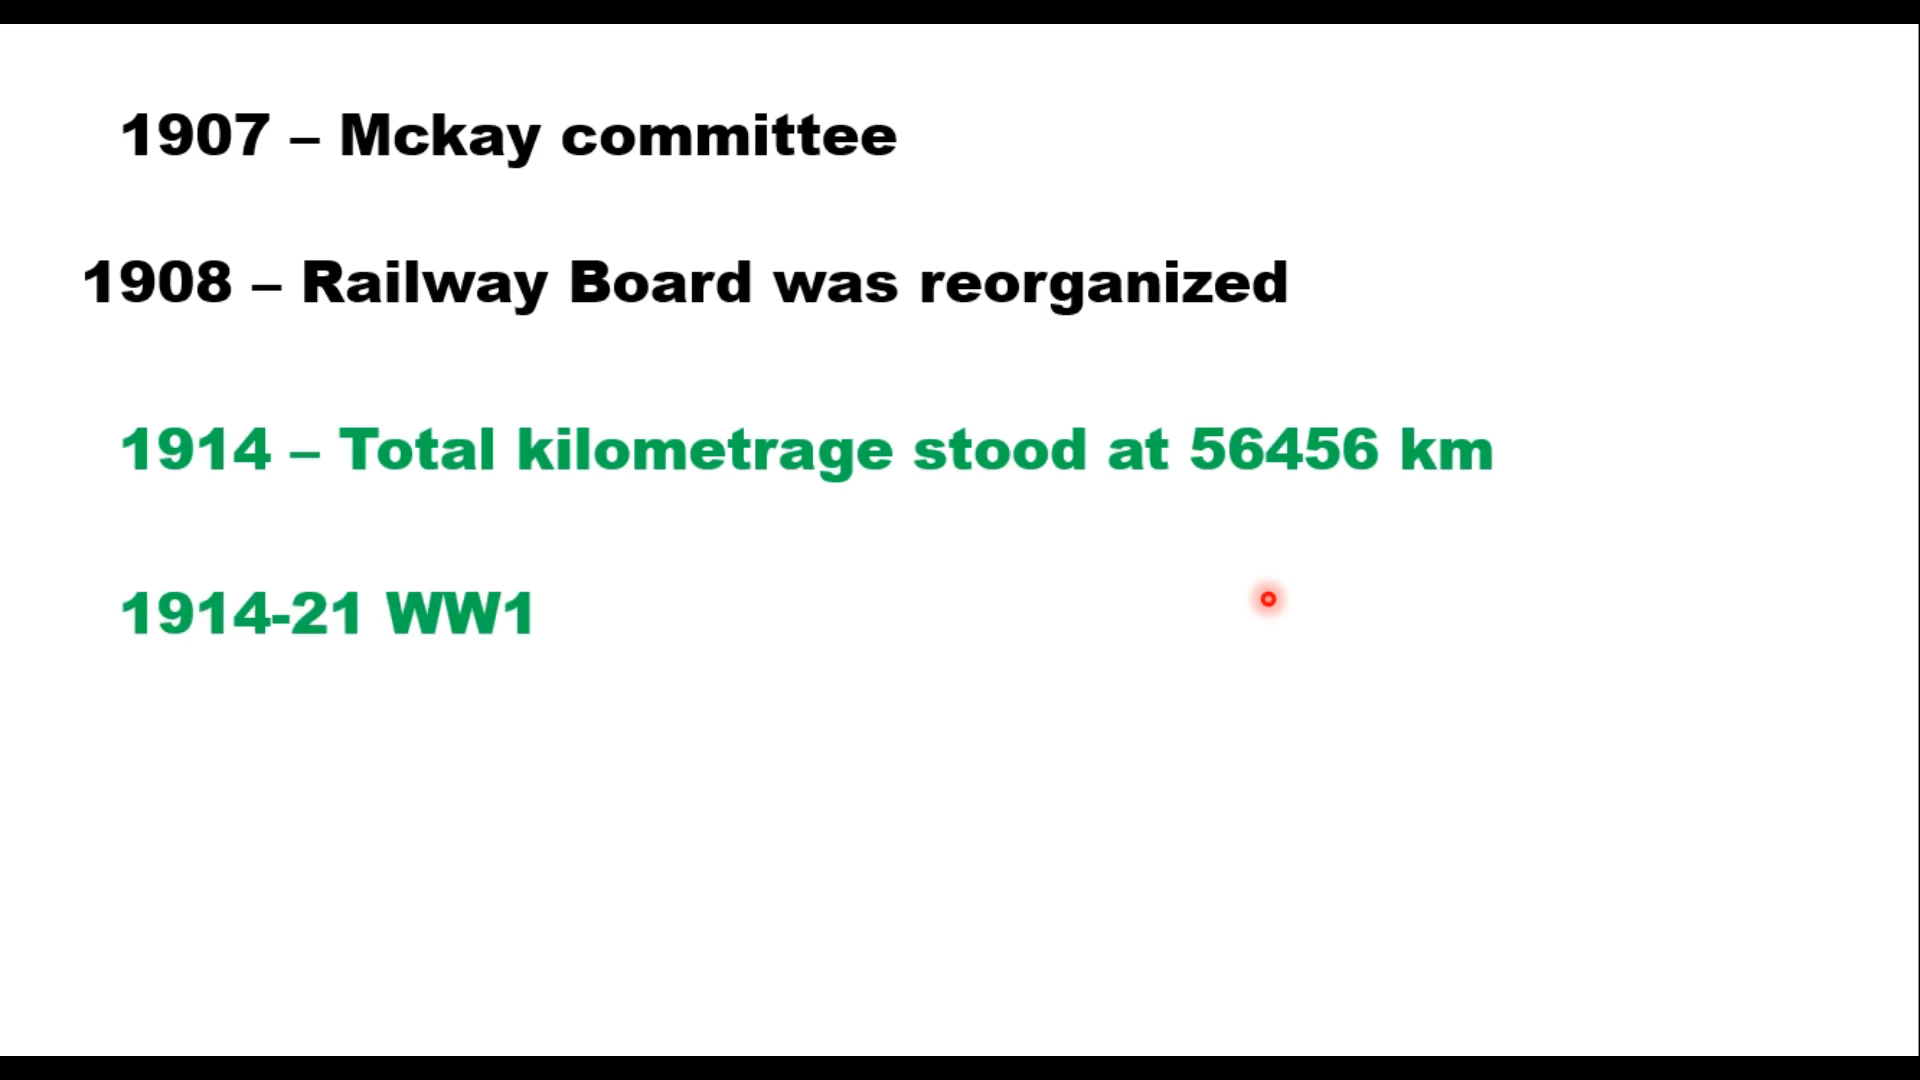 1907 – Mckay committee
1908 – Railway Board was reorganized
1914 – Total kilometrage stood at 56456 km
1914-21 WW1